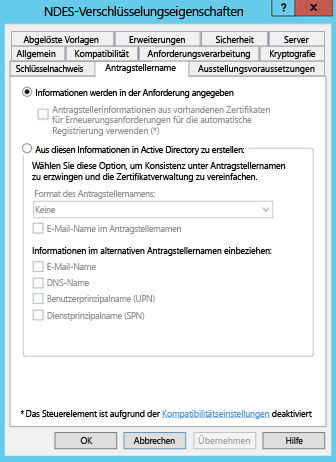 NDES-Verschlüsselungseigenschaften
?
x
Abgelöste Vorlagen
Erweiterungen
Sicherheit
Server
Allgemein
Kompatibilität
Anforderungsverarbeitung
Kryptografie
Schlüsselnachweis
Antragstellername
Ausstellungsvoraussetzungen
Informationen werden in der Anforderung angegeben
Antragstellerinformationen aus vorhandenen Zertifikaten
für Erneuerungsanforderungen für die automatische
Registrierung verwenden (*)
Aus diesen Informationen in Active Directory zu erstellen:
Wählen Sie diese Option, um Konsistenz unter Antragstellernamen
zu erzwingen und die Zertifikatverwaltung zu vereinfachen.
Format des Antragstellernamens:
Keine
E-Mail-Name im Antragstellernamen
Informationen im alternativen Antragstellernamen einbeziehen:
E-Mail-Name
DNS-Name
Benutzerprinzipalname (UPN)
Dienstprinzipalname (SPN)
* Das Steuerelement ist aufgrund der Kompatibilitätseinstellungen deaktiviert
OK
Abbrechen
Übernehmen
Hilfe